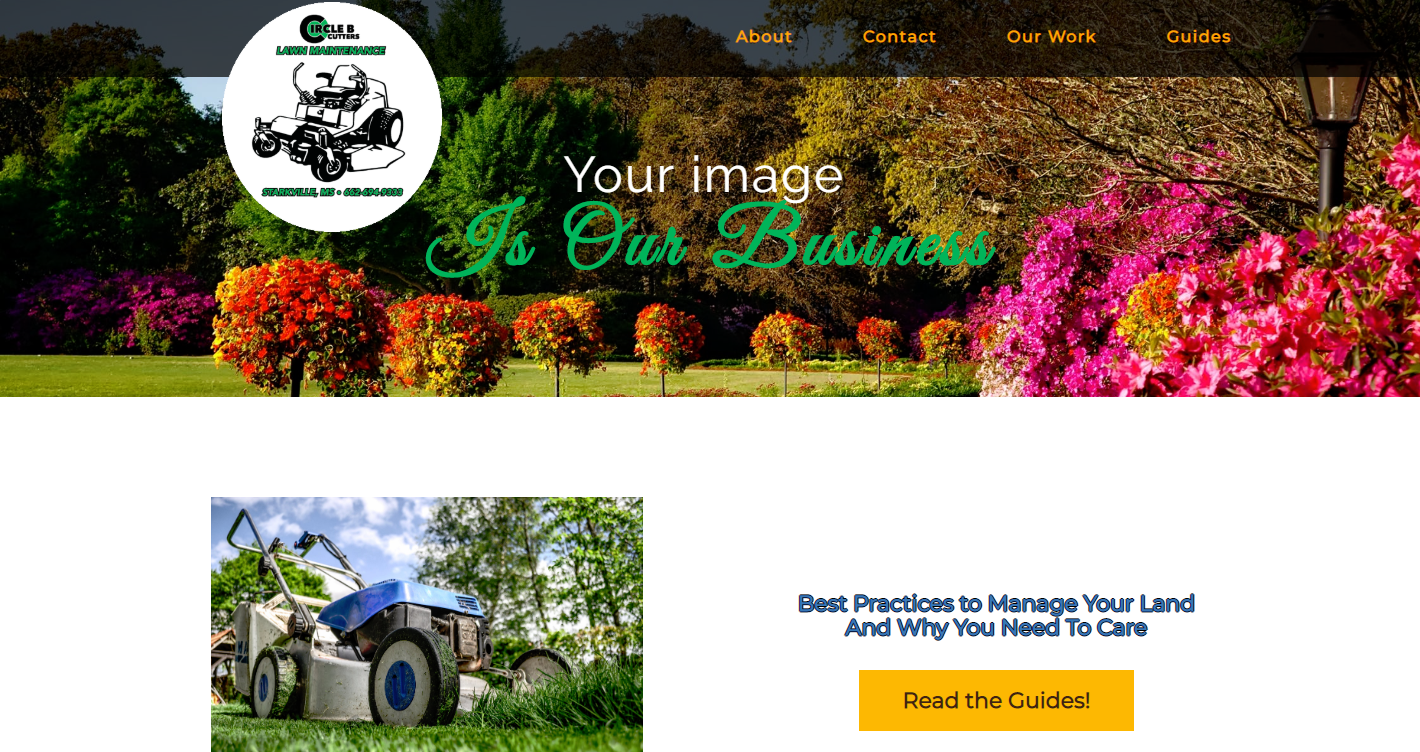 CIRCLE B
CUTTERS
LAWN MAINTENANCE
STARKVILLE, MS • 662-694-9333
About
Contact
Our Work
Guides
Your image
Is Our Business
Best Practices to Manage Your Land
And Why You Need To Care
Read the Guides!